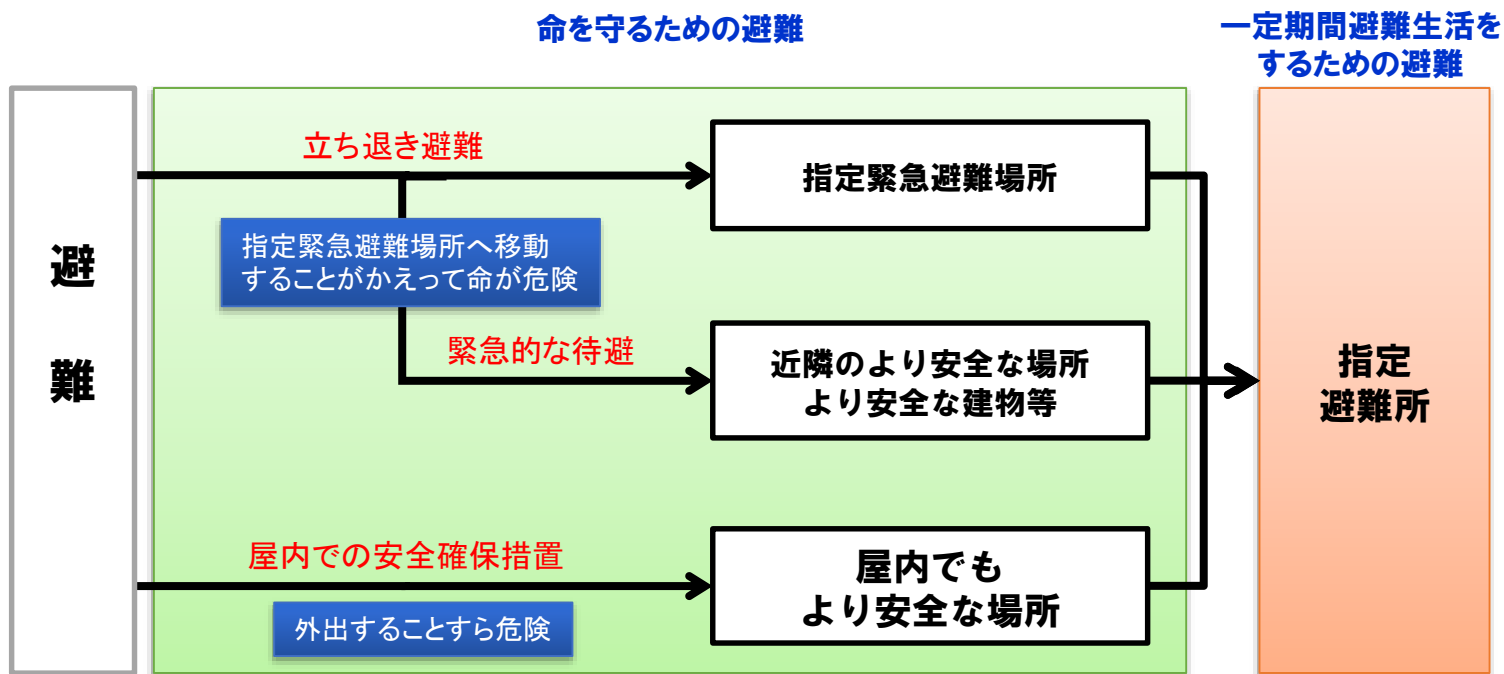 命を守るための避難
一定期間避難生活を
するための避難
避
難
立ち退き避難
指定緊急避難場所
指定緊急避難場所へ移動
することがかえって命が危険
緊急的な待避
近隣のより安全な場所
より安全な建物等
屋内での安全確保措置
外出することすら危険
屋内でも
より安全な場所
指定
避難所